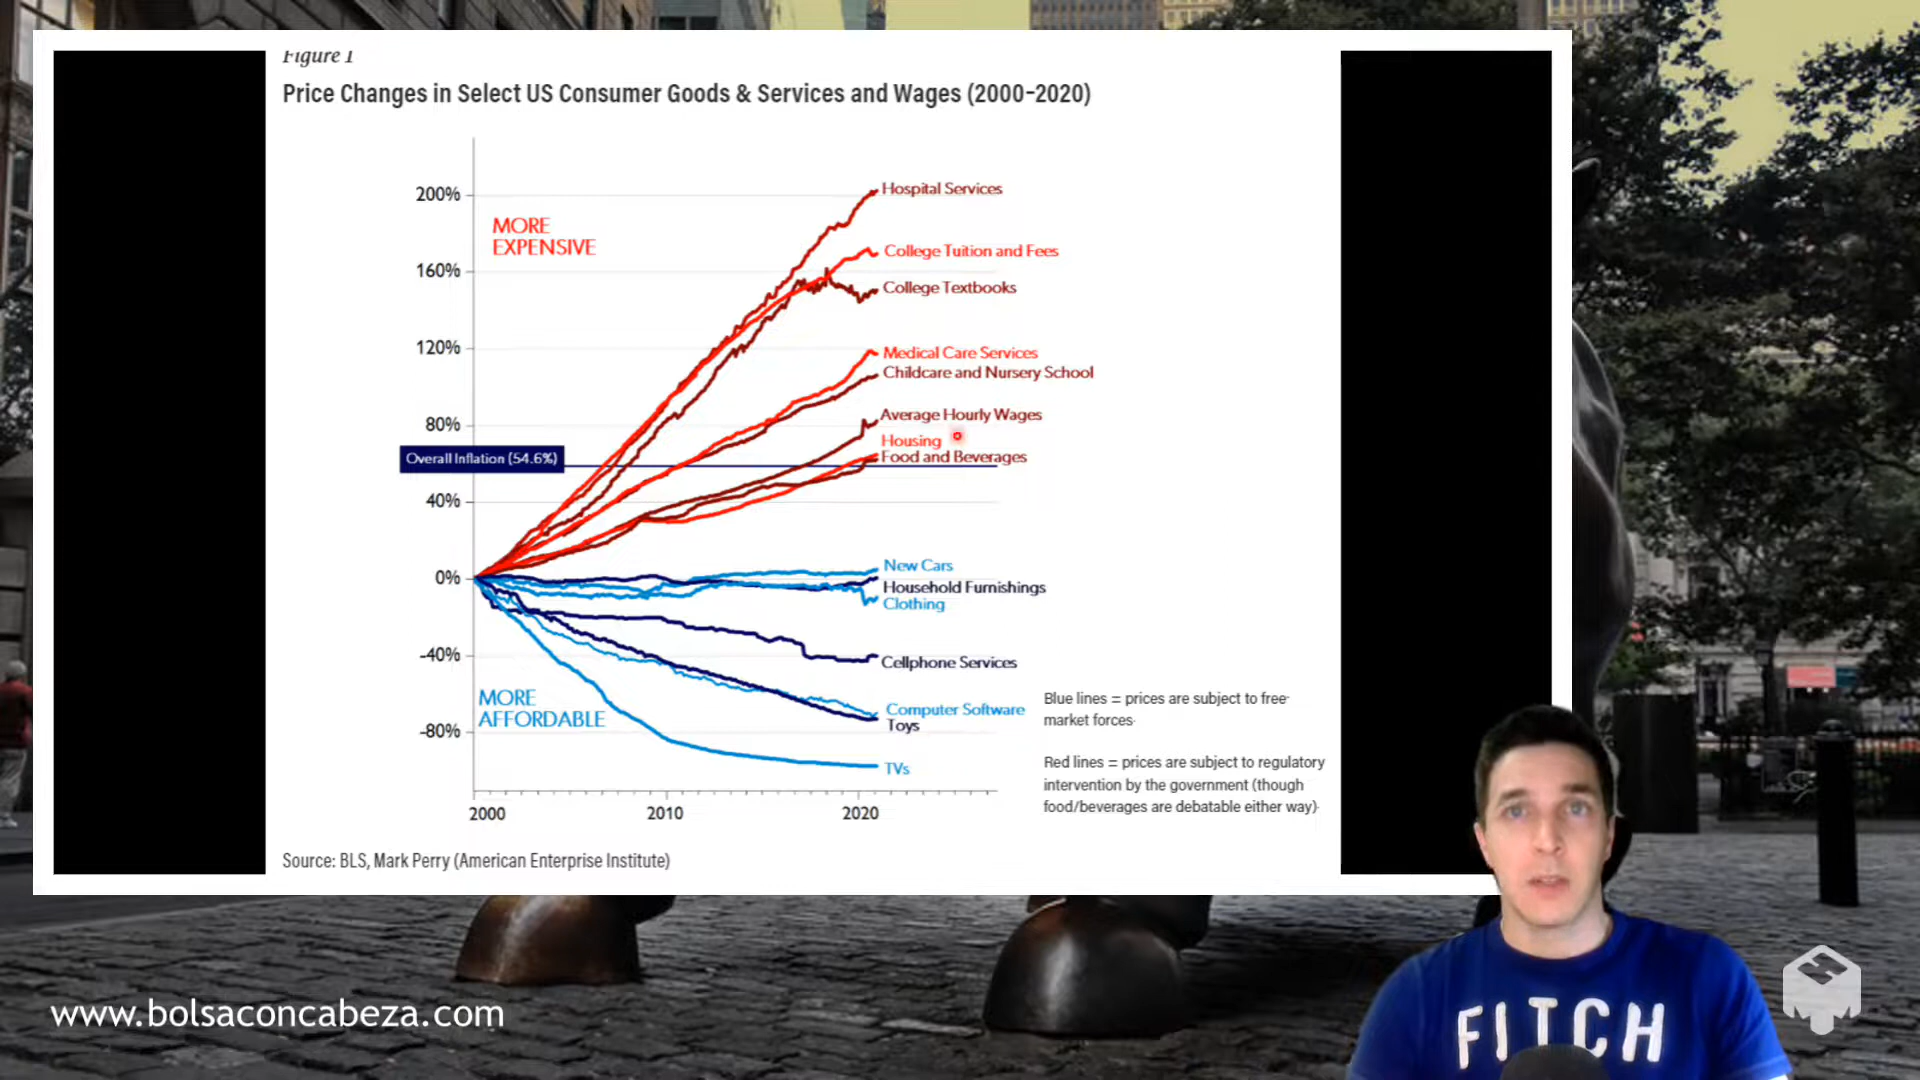 Figure 1
Price Changes in Select US Consumer Goods & Services and Wages (2000-2020)
200%
160%
120%
80%
40%
0%
-40%
-80%
MORE
EXPENSIVE
Overall Inflation (54.6%)
MORE
AFFORDABLE
Hospital Services
College Tuition and Fees
College Textbooks
Medical Care Services
Childcare and Nursery School
Average Hourly Wages
Housing
Food and Beverages
New Cars
Household Furnishings
Clothing
Cellphone Services
Computer Software
Toys
TVs
2000
2010
2020
Blue lines = prices are subject to free
market forces
Red lines = prices are subject to regulatory
intervention by the government (though
food/beverages are debatable either way)
Source: BLS, Mark Perry (American Enterprise Institute)
www.bolsaconcabeza.com
FITCH